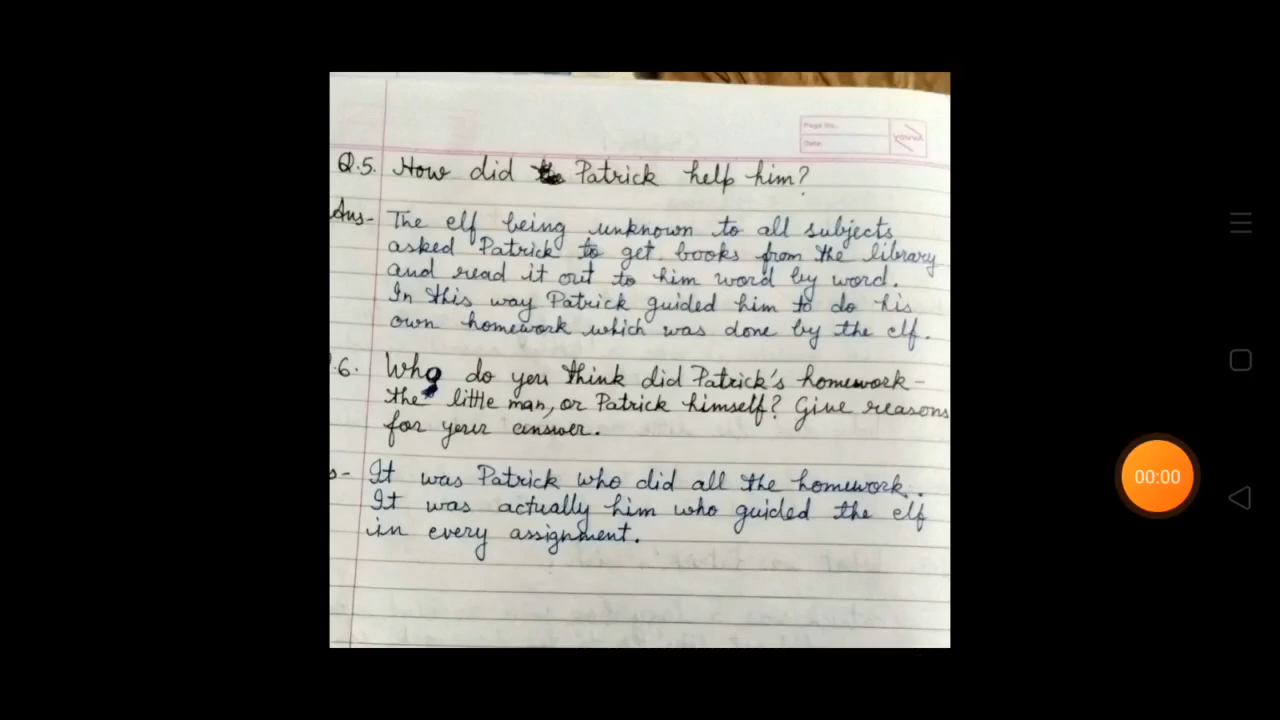 Page No.
Date:
Q.5. How did Patrick help him?
Ans- The elf being unknown to all subjects
asked Patrick to get books from the library
and read it out to him word by word.
In this way Patrick guided him to do his
own homework which was done by the elf.
.6. Who do you think did Patrick's homework-
the little man, or Patrick himself? Give reasons
for your answer.
s- It was Patrick who did all the homework.
It was actually him who guided the elf
in every assignment.
00:00